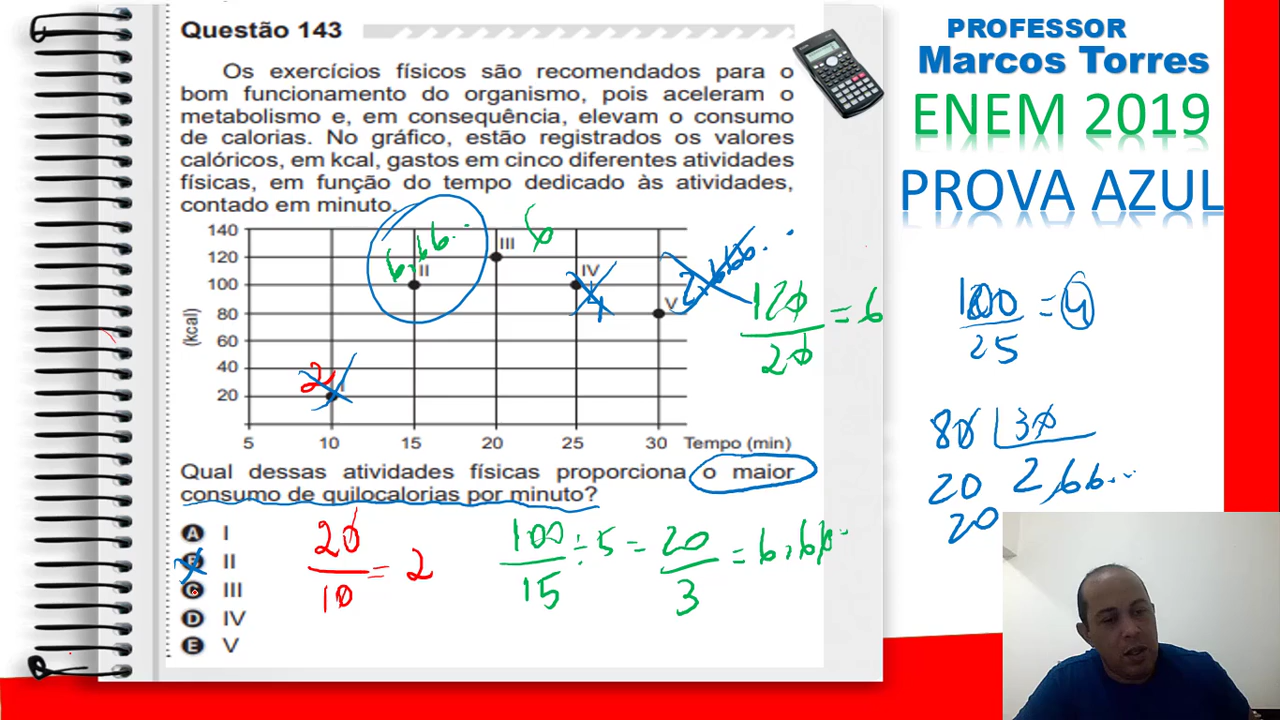 Questão 143
Os exercícios físicos são recomendados para o
bom funcionamento do organismo, pois aceleram o
metabolismo e, em consequência, elevam o consumo
de calorias. No gráfico, estão registrados os valores
calóricos, em kcal, gastos em cinco diferentes atividades
físicas, em função do tempo dedicado às atividades,
contado em minuto.
PROFESSOR
Marcos Torres
ENEM 2019
PROVA AZUL
(kcal)
140
120
100
80
60
40
20
5 10 15 20 25 30 Tempo (min)
6,66...
II
III
6
IV
4
V
2,666...
2
I
120/20 = 6
100/25 = 4
80 30
20 2,66...
20
Qual dessas atividades físicas proporciona o maior
consumo de quilocalorias por minuto?
A I
B II
C III
D IV
E V
20/10 = 2
100/15 ÷ 5 = 20/3 = 6,66...